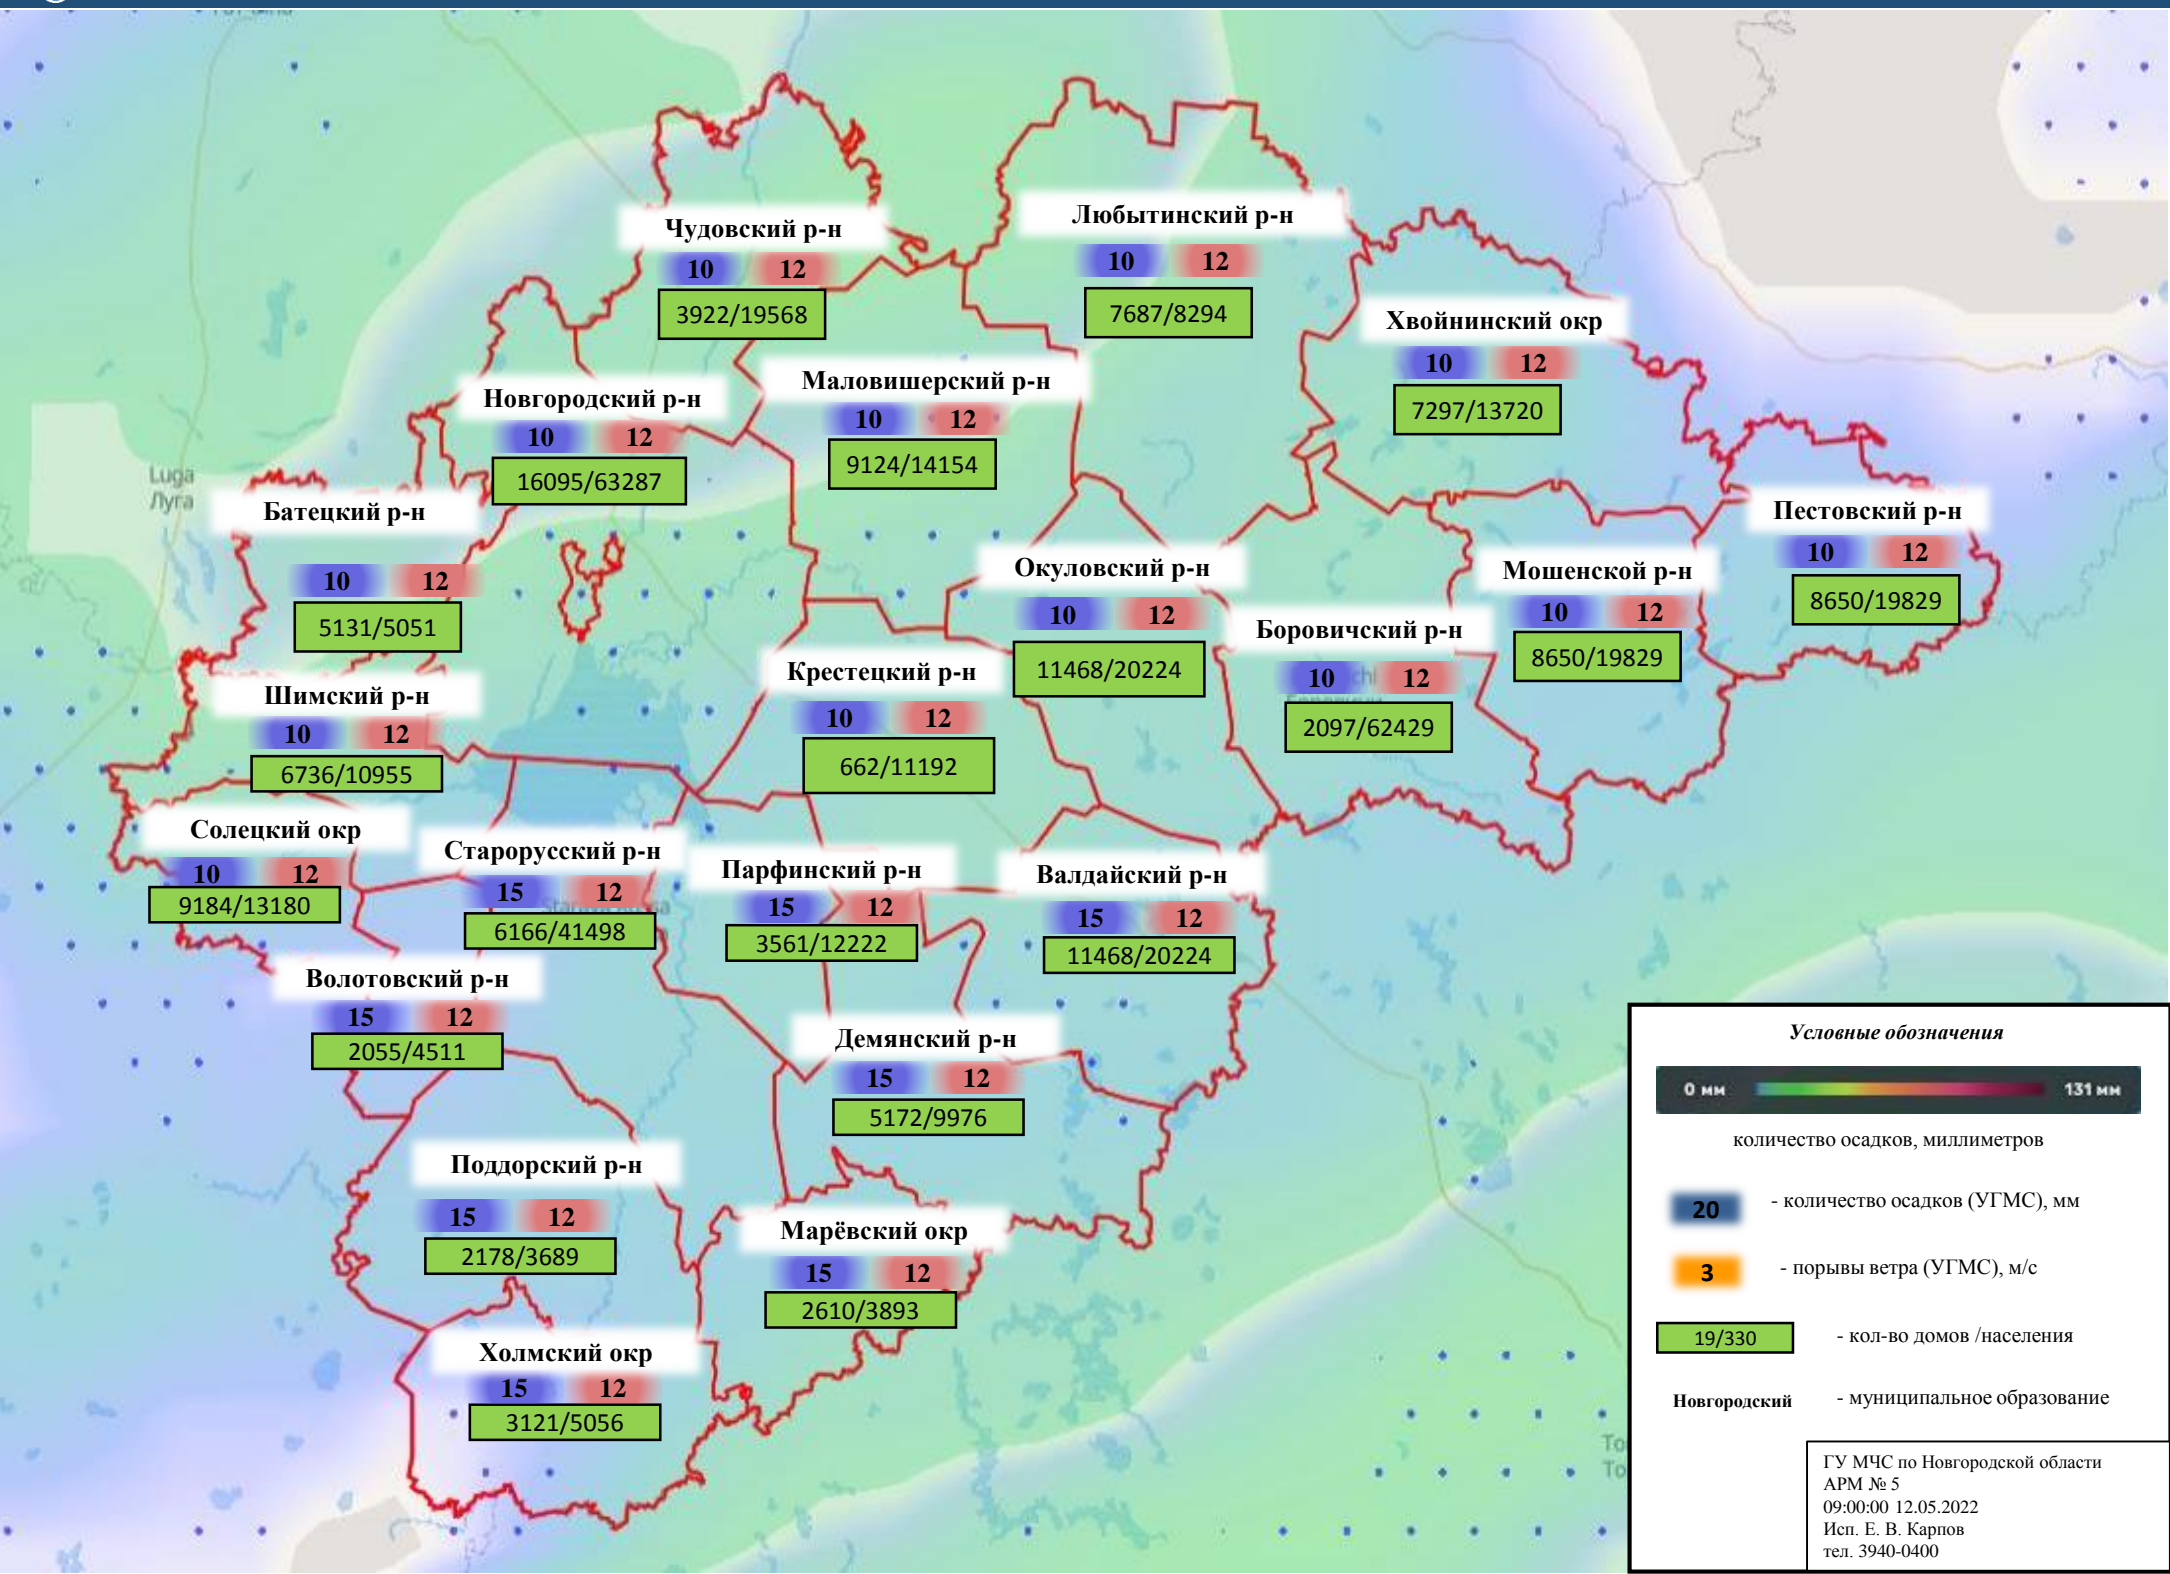 Чудовский р-н
10 12
3922/19568
Любытинский р-н
10 12
7687/8294
Хвойнинский окр
10 12
7297/13720
Новгородский р-н
10 12
16095/63287
Маловишерский р-н
10 12
9124/14154
Luga
Луга
Батецкий р-н
10 12
5131/5051
Пестовский р-н
10 12
8650/19829
Окуловский р-н
10 12
11468/20224
Мошенской р-н
10 12
8650/19829
Боровичский р-н
10 12
2097/62429
Крестецкий р-н
10 12
662/11192
Шимский р-н
10 12
6736/10955
Солецкий окр
10 12
9184/13180
Старорусский р-н
15 12
6166/41498
Парфинский р-н
15 12
3561/12222
Валдайский р-н
15 12
11468/20224
Волотовский р-н
15 12
2055/4511
Демянский р-н
15 12
5172/9976
Поддорский р-н
15 12
2178/3689
Марёвский окр
15 12
2610/3893
Холмский окр
15 12
3121/5056
Условные обозначения
0 мм 131 мм
количество осадков, миллиметров
20 - количество осадков (УГМС), мм
3 - порывы ветра (УГМС), м/с
19/330 - кол-во домов /населения
Новгородский - муниципальное образование
ГУ МЧС по Новгородской области
АРМ № 5
09:00:00 12.05.2022
Исп. Е. В. Карпов
тел. 3940-0400